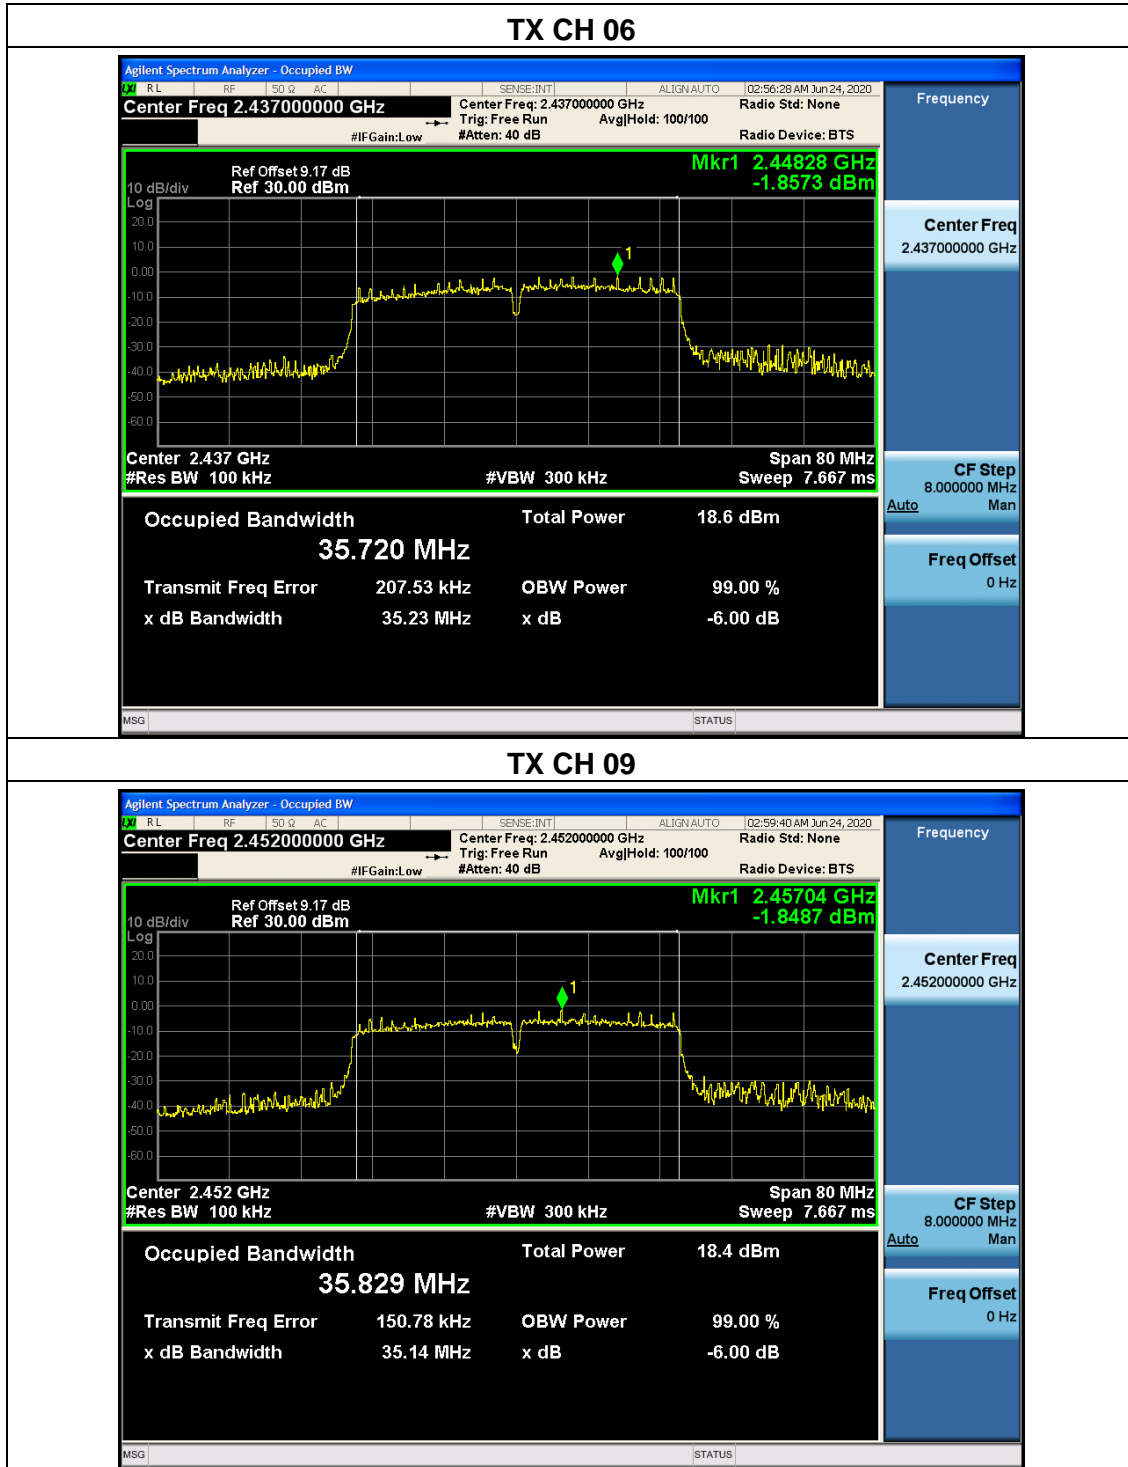 TX CH 06
Agilent Spectrum Analyzer - Occupied BW
LXI RL RF 50 Ω AC SENSE:INT ALIGN AUTO 02:56:28 AM Jun 24, 2020
Center Freq 2.437000000 GHz
Center Freq: 2.437000000 GHz Radio Std: None
Trig: Free Run Avg|Hold: 100/100
#IFGain:Low #Atten: 40 dB Radio Device: BTS
Frequency
Mkr1 2.44828 GHz
-1.8573 dBm
Ref Offset 9.17 dB
10 dB/div Ref 30.00 dBm
Log
20.0
10.0
0.00
-10.0
-20.0
-30.0
-40.0
-50.0
-60.0
1
Center 2.437 GHz Span 80 MHz
#Res BW 100 kHz #VBW 300 kHz Sweep 7.667 ms
Center Freq
2.437000000 GHz
CF Step
8.000000 MHz
Auto Man
Freq Offset
0 Hz
Occupied Bandwidth Total Power 18.6 dBm
35.720 MHz
Transmit Freq Error 207.53 kHz OBW Power 99.00 %
x dB Bandwidth 35.23 MHz x dB -6.00 dB
MSG STATUS
TX CH 09
Agilent Spectrum Analyzer - Occupied BW
LXI RL RF 50 Ω AC SENSE:INT ALIGN AUTO 02:59:40 AM Jun 24, 2020
Center Freq 2.452000000 GHz
Center Freq: 2.452000000 GHz Radio Std: None
Trig: Free Run Avg|Hold: 100/100
#IFGain:Low #Atten: 40 dB Radio Device: BTS
Frequency
Mkr1 2.45704 GHz
-1.8487 dBm
Ref Offset 9.17 dB
10 dB/div Ref 30.00 dBm
Log
20.0
10.0
0.00
-10.0
-20.0
-30.0
-40.0
-50.0
-60.0
1
Center 2.452 GHz Span 80 MHz
#Res BW 100 kHz #VBW 300 kHz Sweep 7.667 ms
Center Freq
2.452000000 GHz
CF Step
8.000000 MHz
Auto Man
Freq Offset
0 Hz
Occupied Bandwidth Total Power 18.4 dBm
35.829 MHz
Transmit Freq Error 150.78 kHz OBW Power 99.00 %
x dB Bandwidth 35.14 MHz x dB -6.00 dB
MSG STATUS